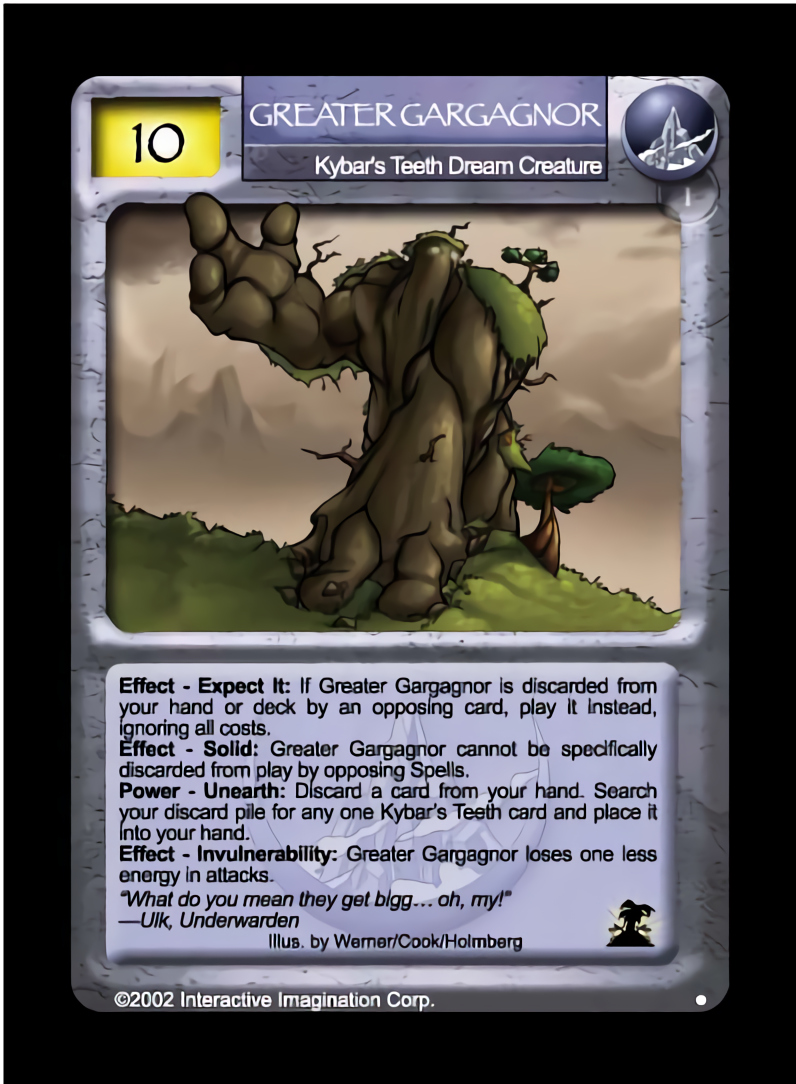 10
GREATER GARGAGNOR
Kybar's Teeth Dream Creature
1
Effect - Expect It: If Greater Gargagnor is discarded from
your hand or deck by an opposing card, play it instead,
ignoring all costs.
Effect - Solid: Greater Gargagnor cannot be specifically
discarded from play by opposing Spells.
Power - Unearth: Discard a card from your hand. Search
your discard pile for any one Kybar's Teeth card and place it
into your hand.
Effect - Invulnerability: Greater Gargagnor loses one less
energy in attacks.
"What do you mean they get bigg... oh, my!"
—Ulk, Underwarden
Illus. by Werner/Cook/Holmberg
©2002 Interactive Imagination Corp.